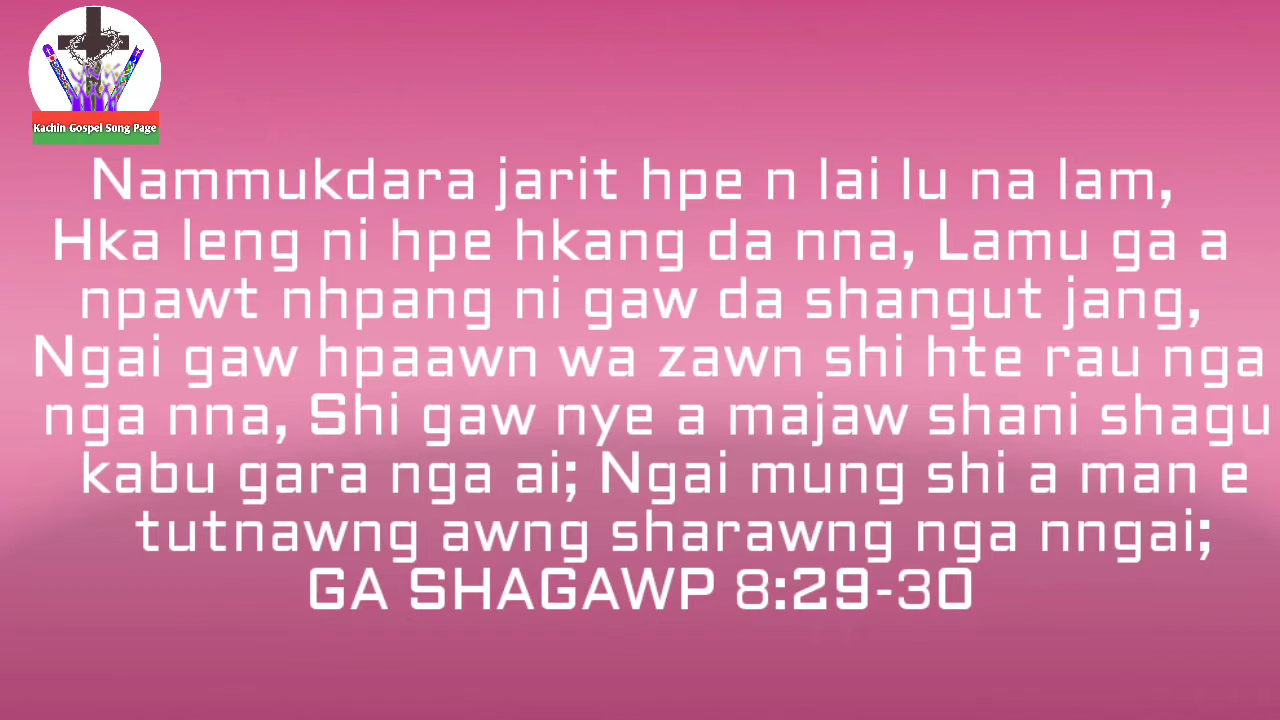 Kachin Gospel Song Page
Nammukdara jarit hpe n lai lu na lam,
Hka leng ni hpe hkang da nna, Lamu ga a
npawt nhpang ni gaw da shangut jang,
Ngai gaw hpaawn wa zawn shi hte rau nga
nga nna, Shi gaw nye a majaw shani shagu
kabu gara nga ai; Ngai mung shi a man e
tutnawng awng sharawng nga nngai;
GA SHAGAWP 8:29-30